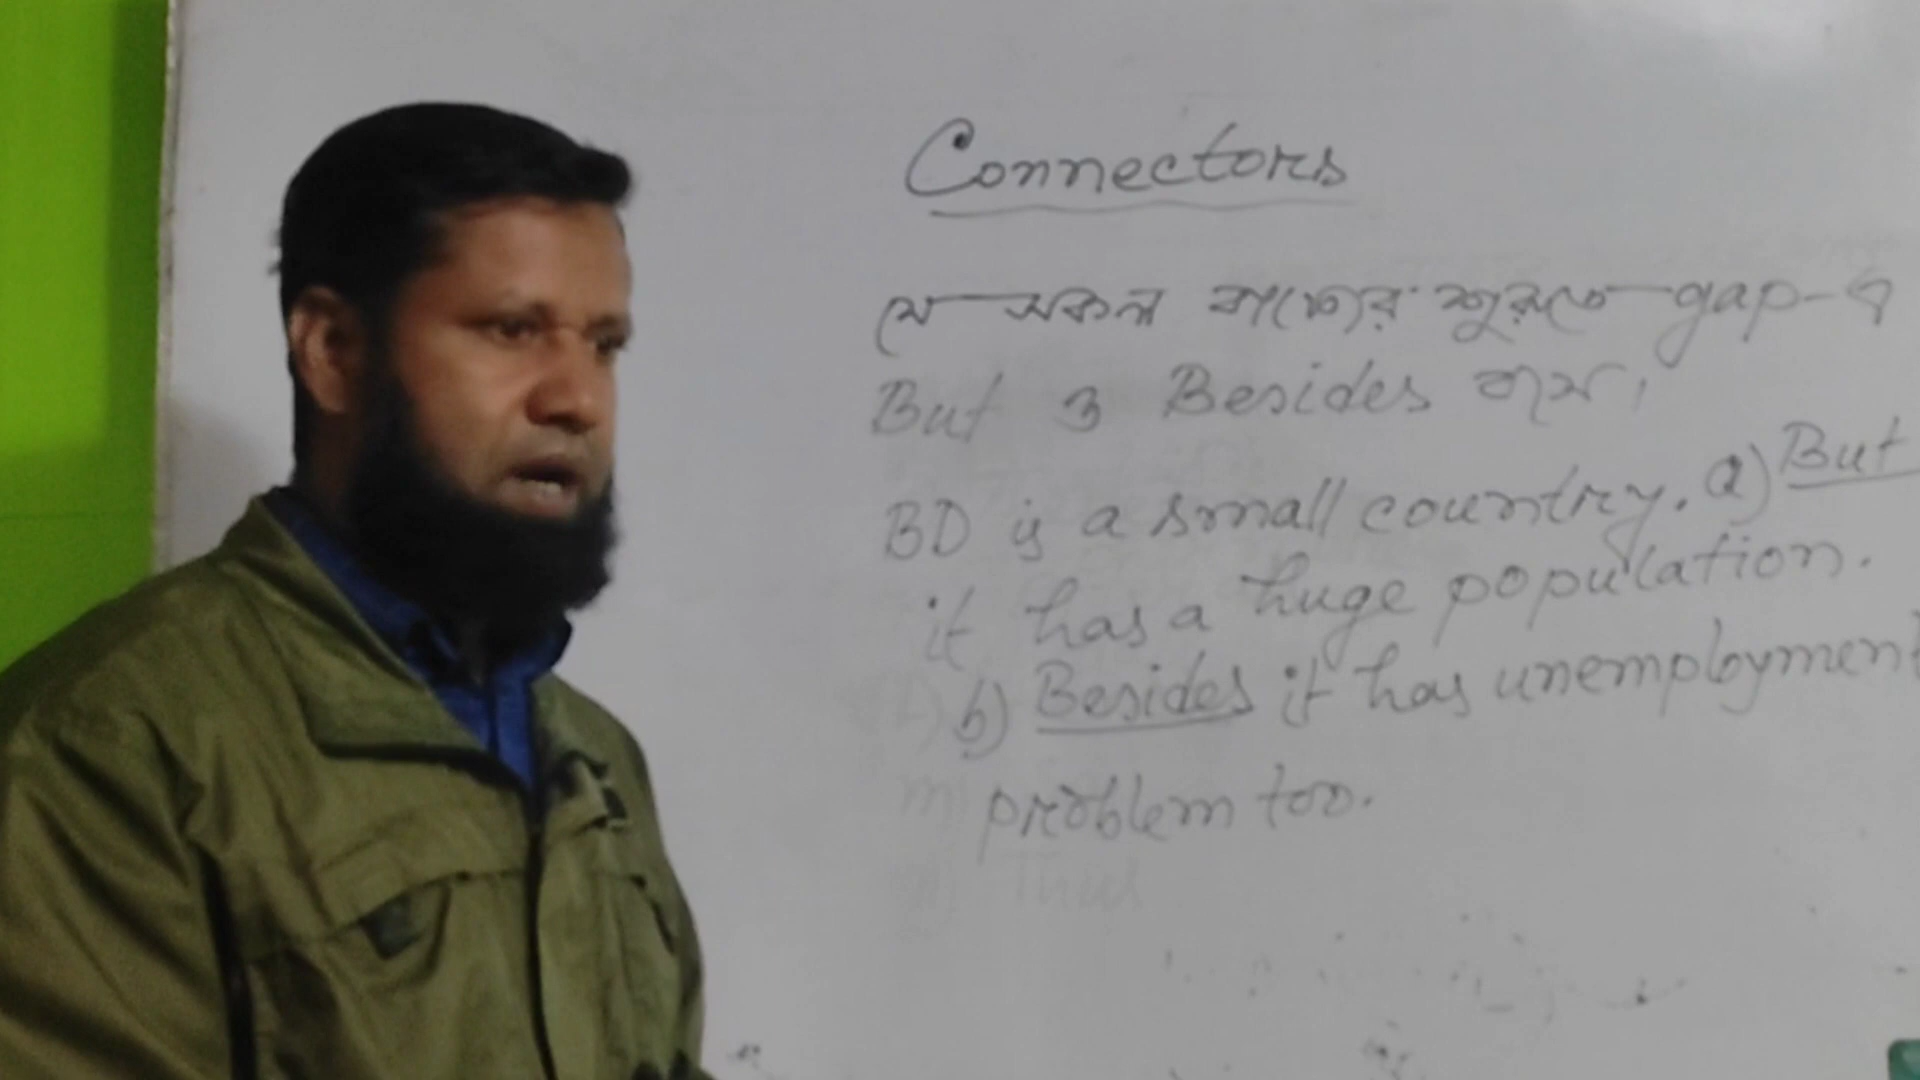 Connectors
যে সকল বাক্যের শুরুতে gap-এ
But ও Besides বসে।
BD is a small country. a) But
it has a huge population.
b) Besides it has unemployment
problem too.
Thus